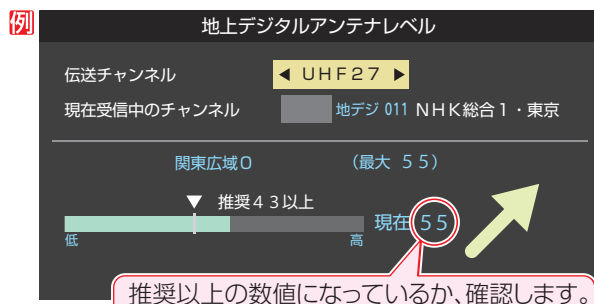 例
地上デジタルアンテナレベル
伝送チャンネル ◀ UHF27 ▶
現在受信中のチャンネル 地デジ 011 NHK総合1・東京
関東広域0 (最大 55)
▼ 推奨43以上
現在 55
低 高
推奨以上の数値になっているか、確認します。